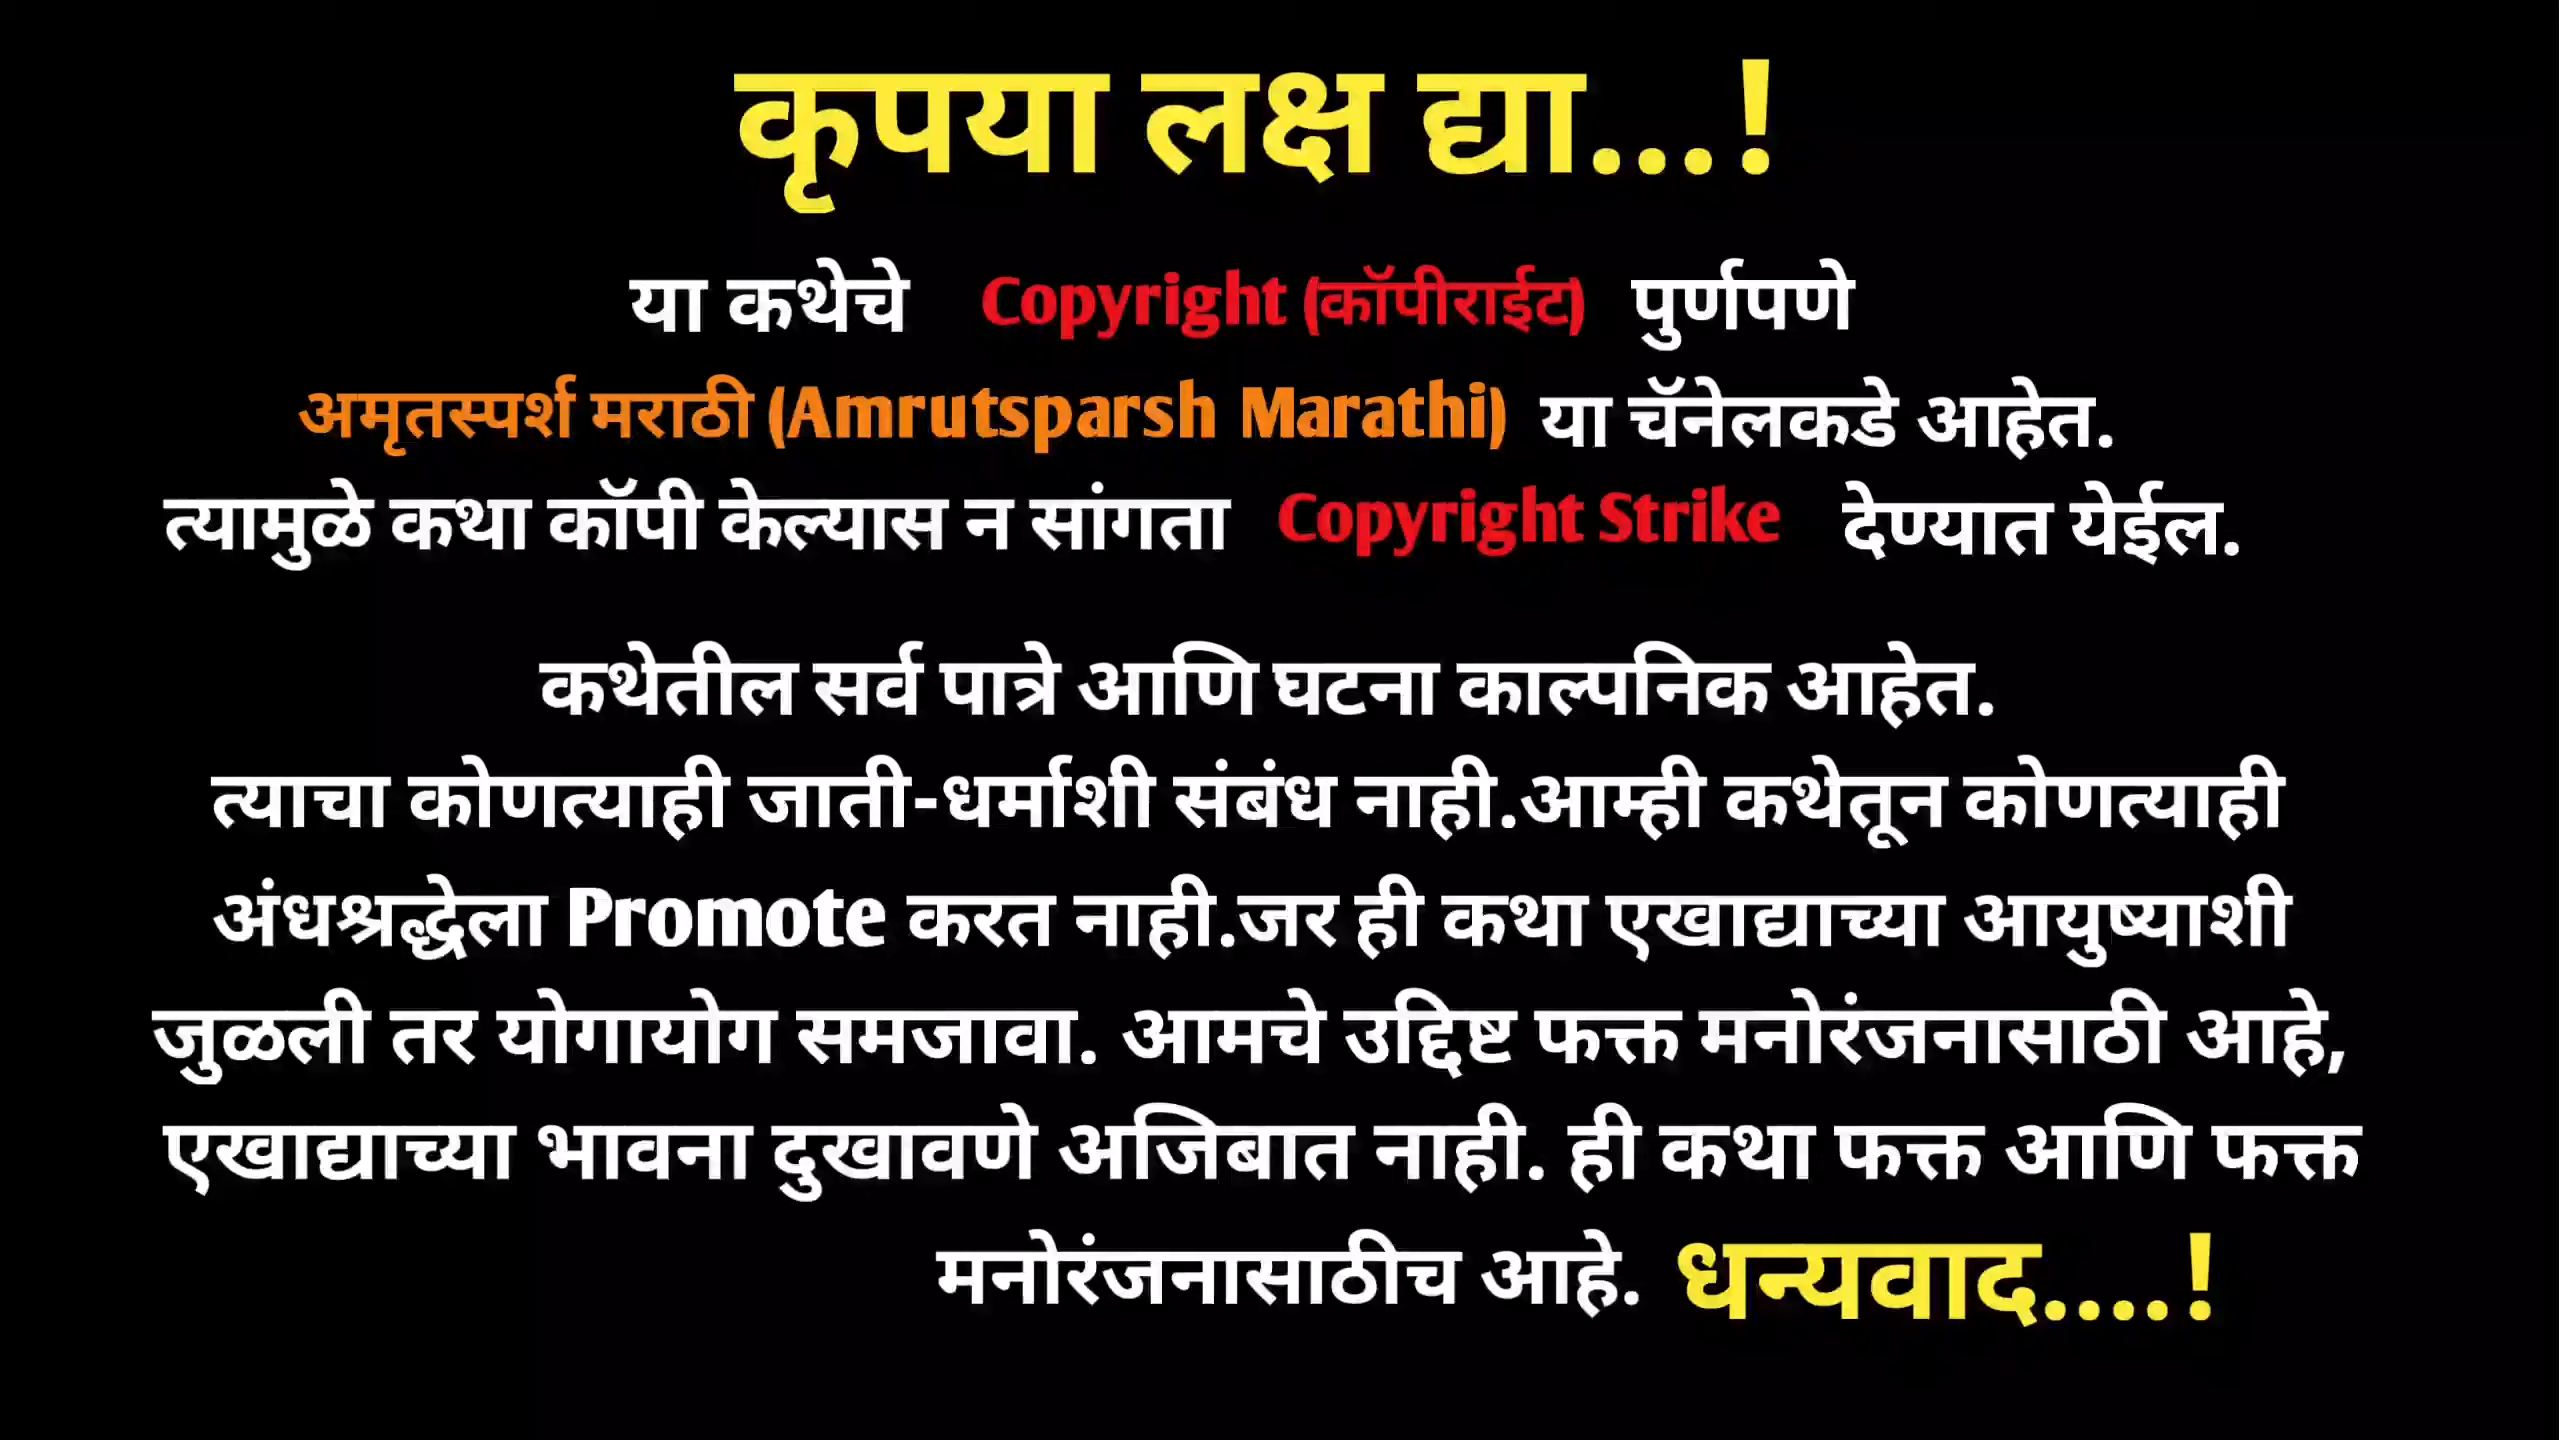 कृपया लक्ष द्या...!
या कथेचे Copyright (कॉपीराईट) पुर्णपणे
अमृतस्पर्श मराठी (Amrutsparsh Marathi) या चॅनेलकडे आहेत.
त्यामुळे कथा कॉपी केल्यास न सांगता Copyright Strike देण्यात येईल.
कथेतील सर्व पात्रे आणि घटना काल्पनिक आहेत.
त्याचा कोणत्याही जाती-धर्माशी संबंध नाही.आम्ही कथेतून कोणत्याही
अंधश्रद्धेला Promote करत नाही.जर ही कथा एखाद्याच्या आयुष्याशी
जुळली तर योगायोग समजावा. आमचे उद्दिष्ट फक्त मनोरंजनासाठी आहे,
एखाद्याच्या भावना दुखावणे अजिबात नाही. ही कथा फक्त आणि फक्त
मनोरंजनासाठीच आहे. धन्यवाद....!